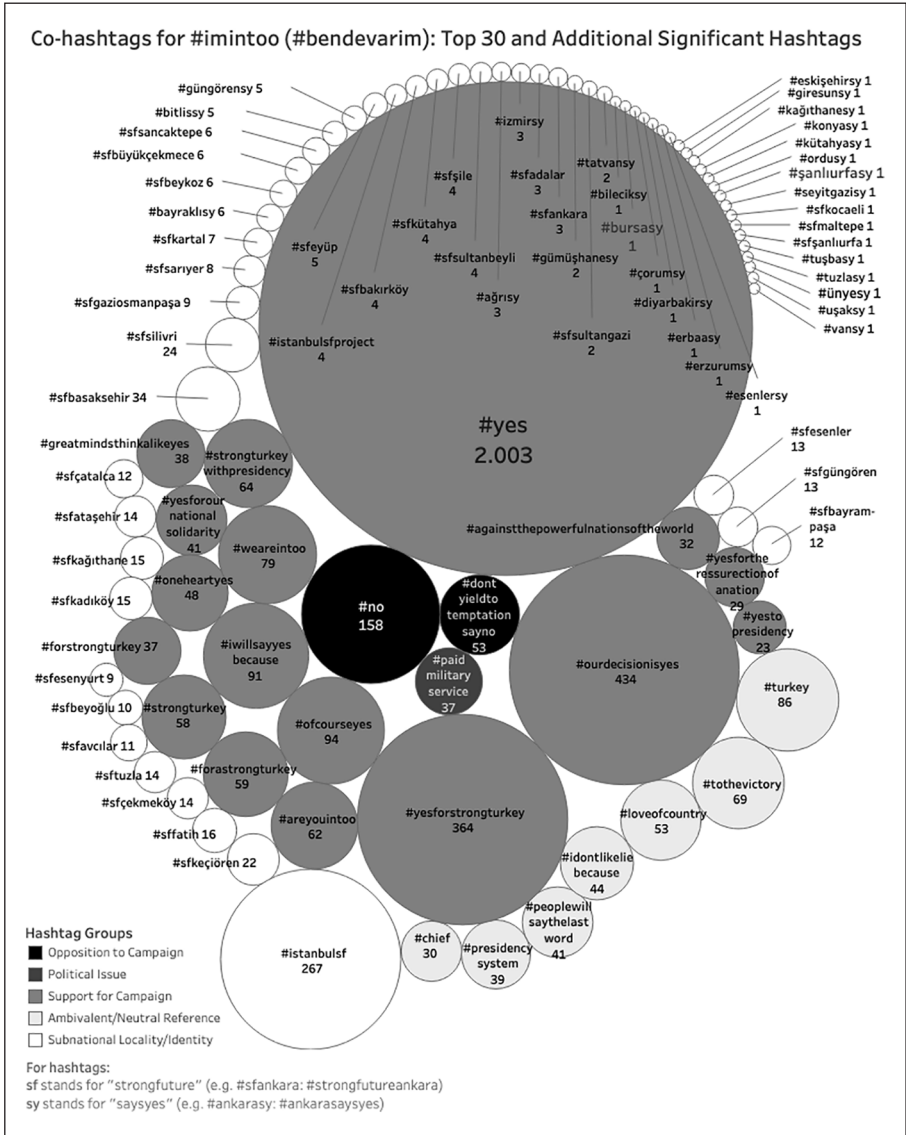 Co-hashtags for #imintoo (#bendevarim): Top 30 and Additional Significant Hashtags
#güngörensy 5
#bitlissy 5
#sfsancaktepe 6
#sfbüyükçekmece 6
#sfbeykoz 6
#bayraklısy 6
#sfkartal 7
#sfsarıyer 8
#sfgaziosmanpaşa 9
#sfsilivri
24
#sfbasaksehir 34
#izmirsy
3
#sfşile
4
#sfadalar
3
#tatvansy
2
#bileciksy
1
#sfkütahya
4
#sfankara
3
#bursasy
1
#sfeyüp
5
#sfsultanbeyli
4
#gümüşhanesy
2
#çorumsy
1
#sfbakırköy
4
#ağrısy
3
#diyarbakirsy
1
#istanbulsfproject
4
#sfsultangazi
2
#erbaasy
1
#erzurumsy
1
#esenlersy
1
#eskişehirsy 1
#giresunsy 1
#kağıthanesy 1
#konyasy 1
#kütahyasy 1
#ordusy 1
#şanlıurfasy 1
#seyitgazisy 1
#sfkocaeli 1
#sfmaltepe 1
#sfşanlıurfa 1
#tuşbasy 1
#tuzlasy 1
#ünyesy 1
#uşaksy 1
#vansy 1
#yes
2.003
#sfesenler
13
#sfgüngören
13
#sfbayram-
paşa
12
#greatmindsthinkalikeyes
38
#strongturkey
withpresidency
64
#sfçatalca 12
#yesforour
national
solidarity
41
#sfataşehir 14
#weareintoo
79
#sfkağıthane 15
#oneheartyes
48
#sfkadıköy 15
#forstrongturkey 37
#iwillsayyes
because
91
#sfesenyurt 9
#sfbeyoğlu 10
#strongturkey
58
#sfavcılar 11
#ofcourseyes
94
#sftuzla 14
#forastrongturkey
59
#sfçekmeköy 14
#areyouintoo
62
#sffatih 16
#sfkeçiören 22
#no
158
#dont
yieldto
temptation
sayno
53
#paid
military
service
37
#againstthepowerfulnationsoftheworld
32
#yesforthe
ressurectionof
anation
29
#yesto
presidency
23
#ourdecisionisyes
434
#turkey
86
#tothevictory
69
#loveofcountry
53
#yesforstrongturkey
364
#idontlikelie
because
44
#peoplewill
saythelast
word
41
#presidency
system
39
#chief
30
#istanbulsf
267
Hashtag Groups
Opposition to Campaign
Political Issue
Support for Campaign
Ambivalent/Neutral Reference
Subnational Locality/Identity
For hashtags:
sf stands for "strongfuture" (e.g. #sfankara: #strongfutureankara)
sy stands for "saysyes" (e.g. #ankarasy: #ankarasaysyes)